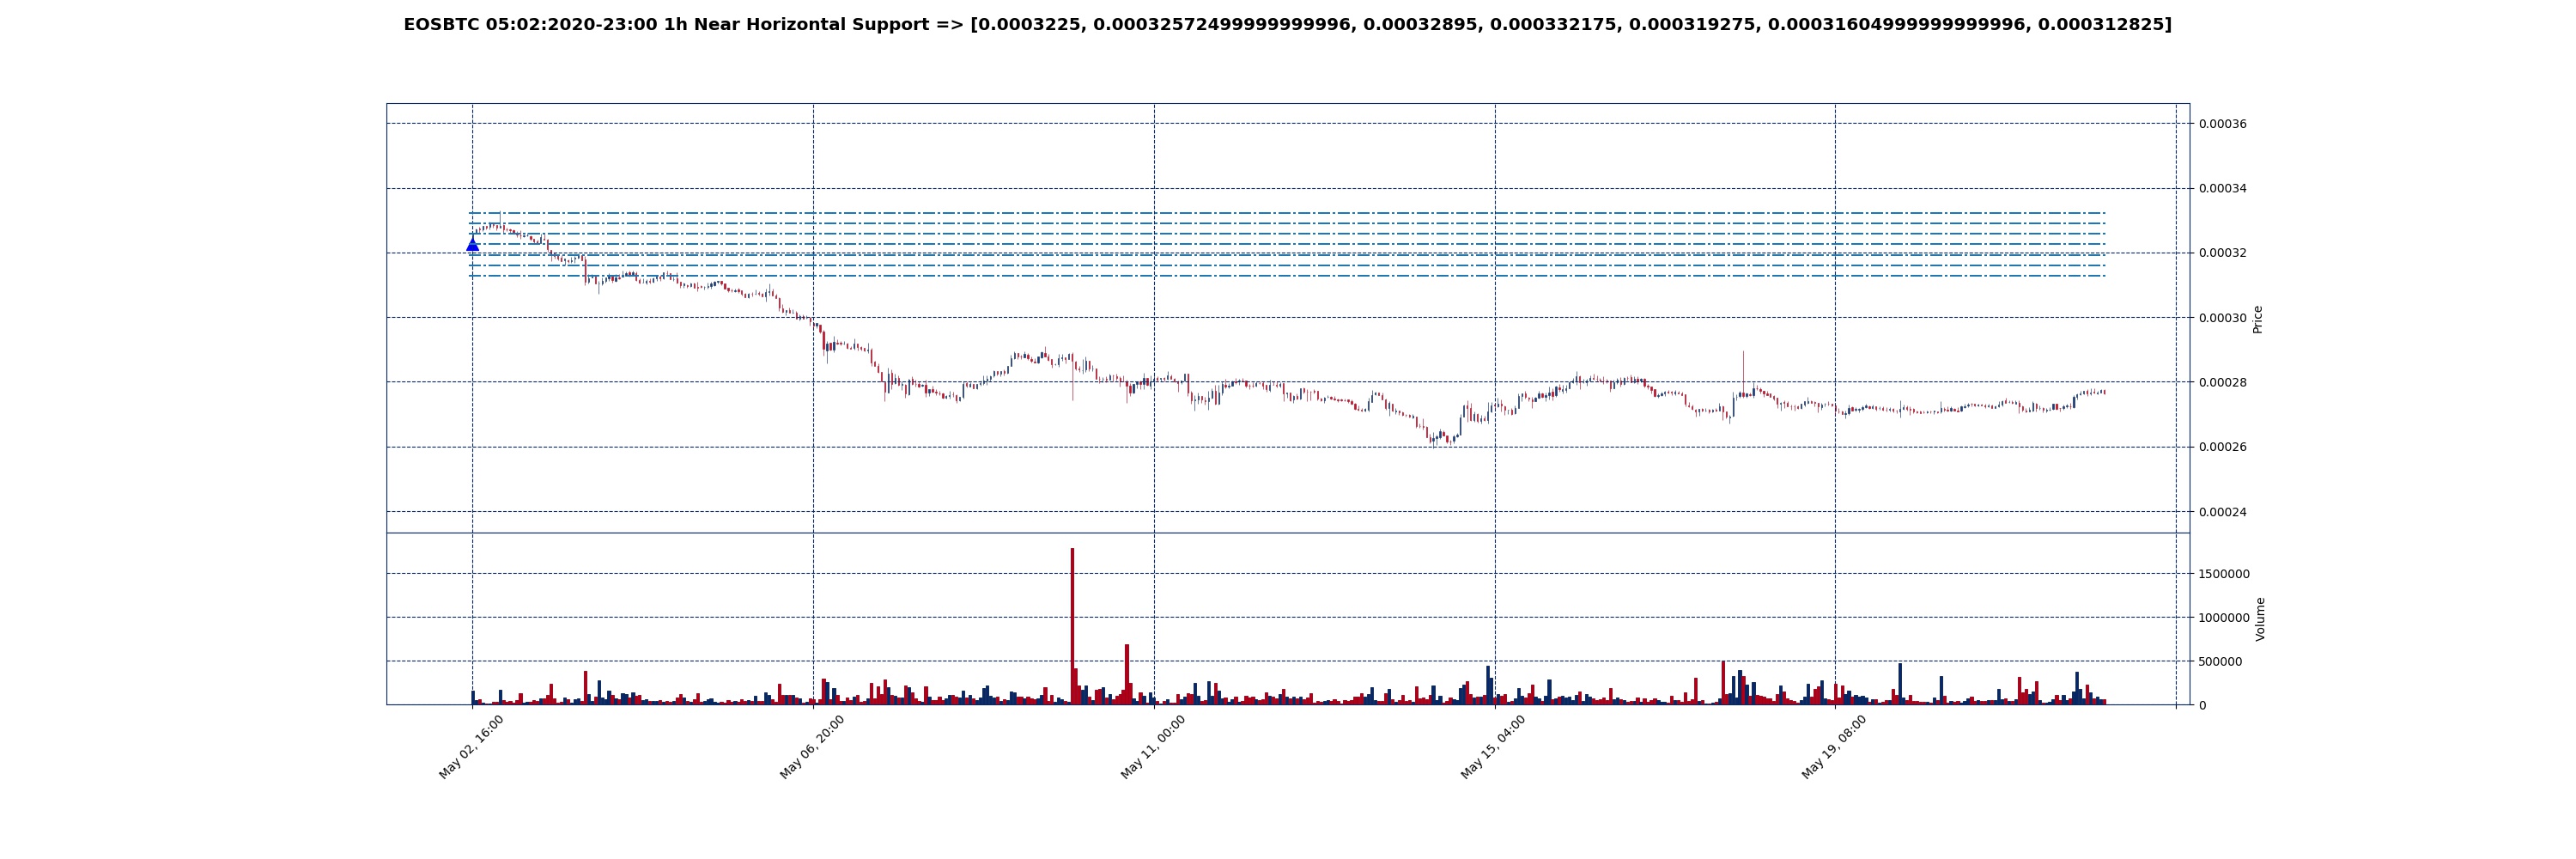 EOSBTC 05:02:2020-23:00 1h Near Horizontal Support => [0.0003225, 0.00032572499999999996, 0.00032895, 0.000332175, 0.000319275, 0.00031604999999999996, 0.000312825]
0.00036
0.00034
0.00032
0.00030
0.00028
0.00026
0.00024
Price
1500000
1000000
500000
0
Volume
May 02, 16:00
May 06, 20:00
May 11, 00:00
May 15, 04:00
May 19, 08:00